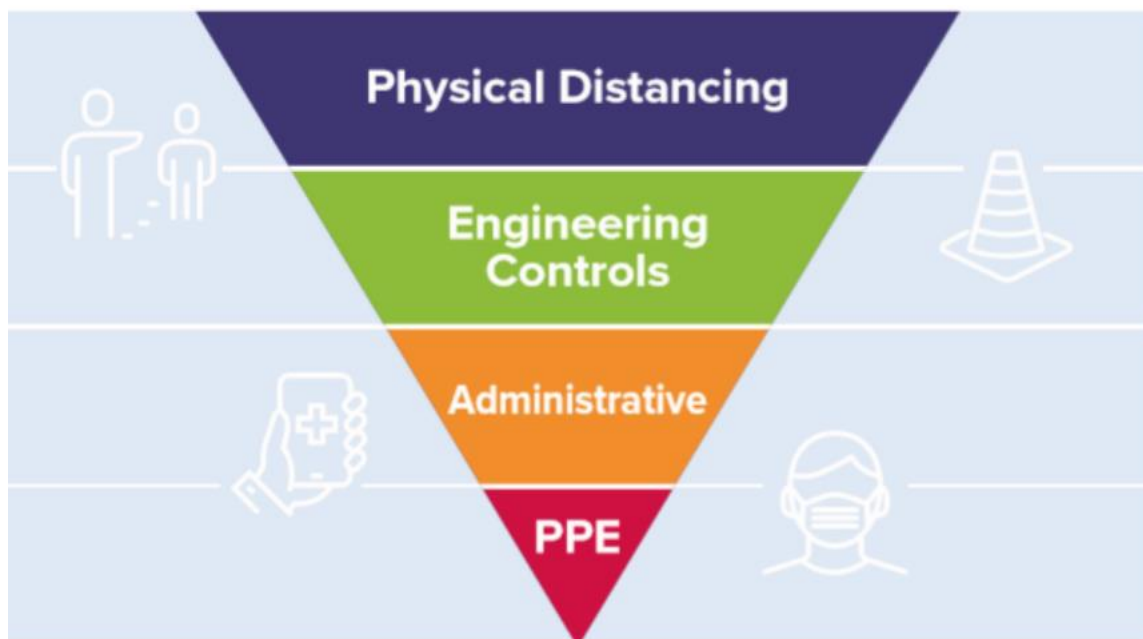 Physical Distancing
Engineering
Controls
Administrative
PPE